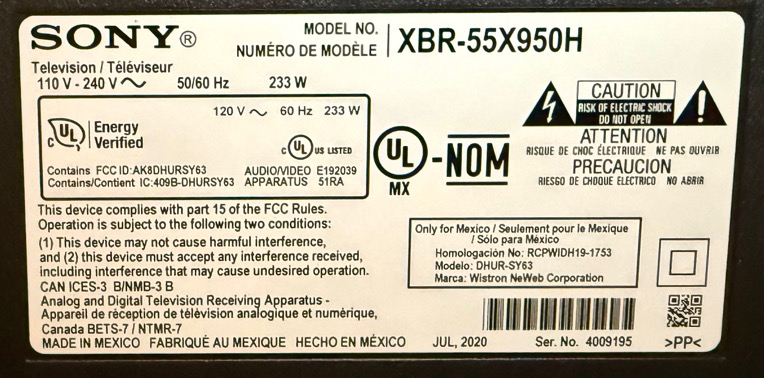 SONY®
MODEL NO.
NUMÉRO DE MODÈLE
XBR-55X950H
Television / Téléviseur
110 V - 240 V ~ 50/60 Hz 233 W
120 V ~ 60 Hz 233 W
C UL Energy
Verified
C UL US LISTED
Contains FCC ID: AK8DHURSY63
Contains/Contient IC:409B-DHURSY63
AUDIO/VIDEO E192039
APPARATUS 51RA
UL
MX
-NOM
CAUTION
RISK OF ELECTRIC SHOCK
DO NOT OPEN
ATTENTION
RISQUE DE CHOC ÉLECTRIQUE NE PAS OUVRIR
PRECAUCION
RIESGO DE CHOQUE ELECTRICO NO ABRIR
This device complies with part 15 of the FCC Rules.
Operation is subject to the following two conditions:
(1) This device may not cause harmful interference,
and (2) this device must accept any interference received,
including interference that may cause undesired operation.
CAN ICES-3 B/NMB-3 B
Analog and Digital Television Receiving Apparatus -
Appareil de réception de télévision analogique et numérique,
Canada BETS-7 / NTMR-7
MADE IN MEXICO FABRIQUÉ AU MEXIQUE HECHO EN MÉXICO
Only for Mexico / Seulement pour le Mexique
/ Sólo para México
Homologación No: RCPWIDH19-1753
Modelo: DHUR-SY63
Marca: Wistron NeWeb Corporation
JUL, 2020
Ser. No. 4009195
>PP<